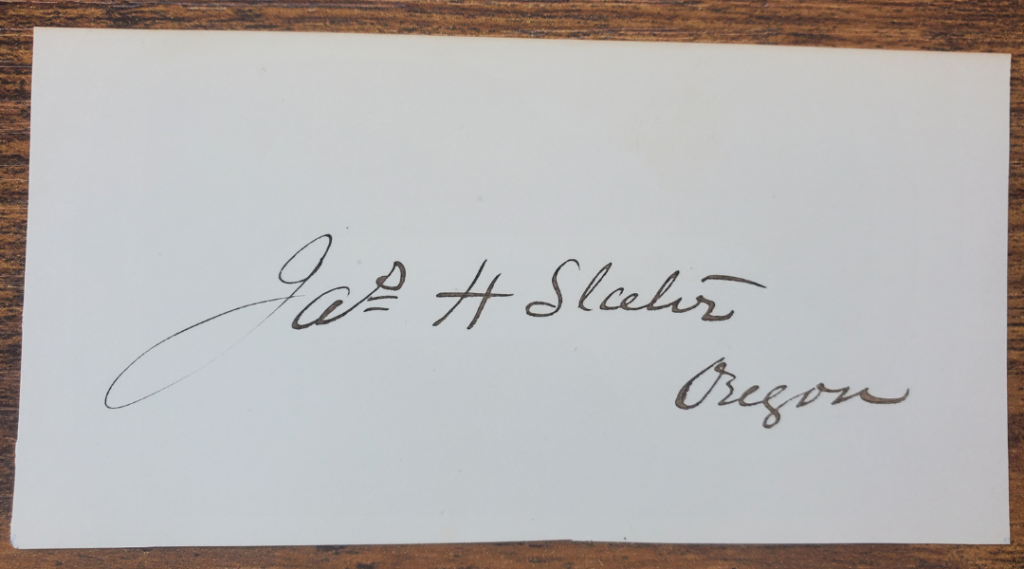 Jas H Slater
Oregon